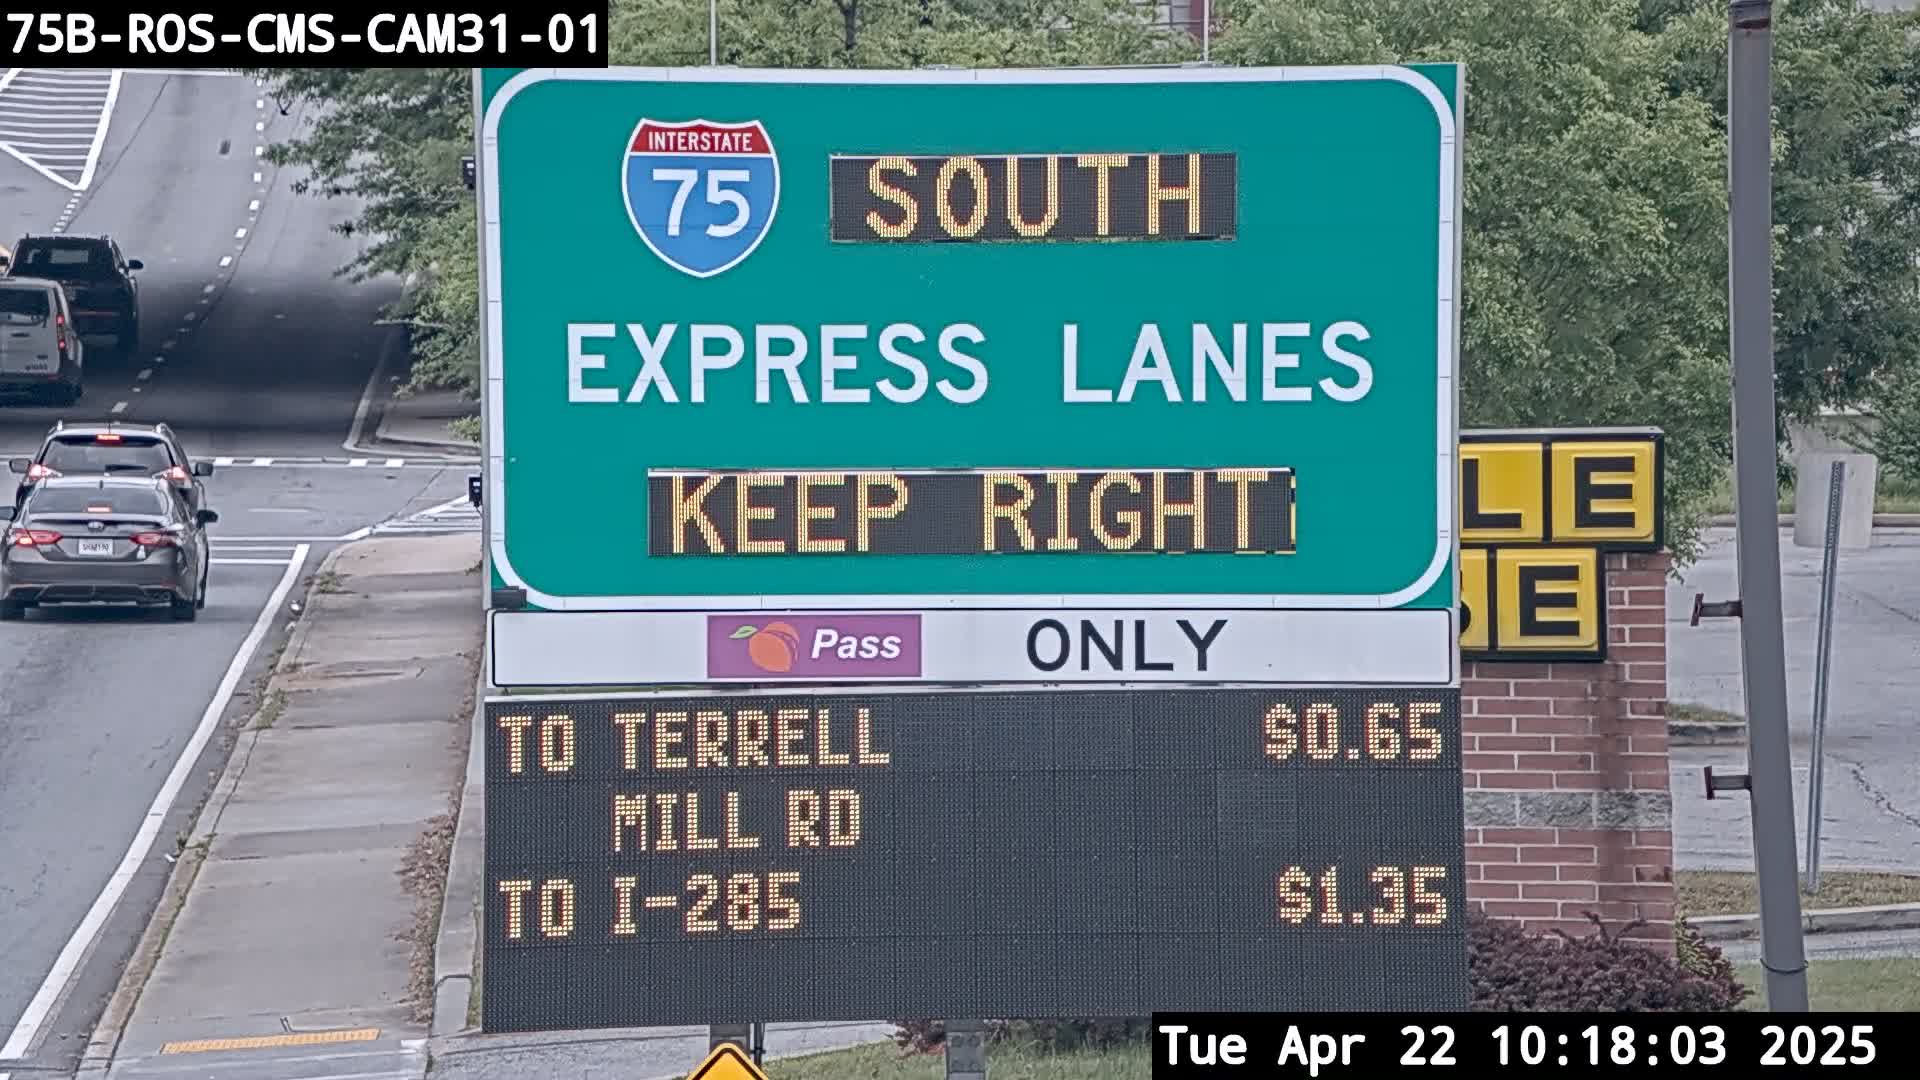 75B-ROS-CMS-CAM31-01
INTERSTATE
75
SOUTH
EXPRESS LANES
KEEP RIGHT
Pass ONLY
TO TERRELL $0.65
MILL RD
TO I-285 $1.35
LE
E
Tue Apr 22 10:18:03 2025